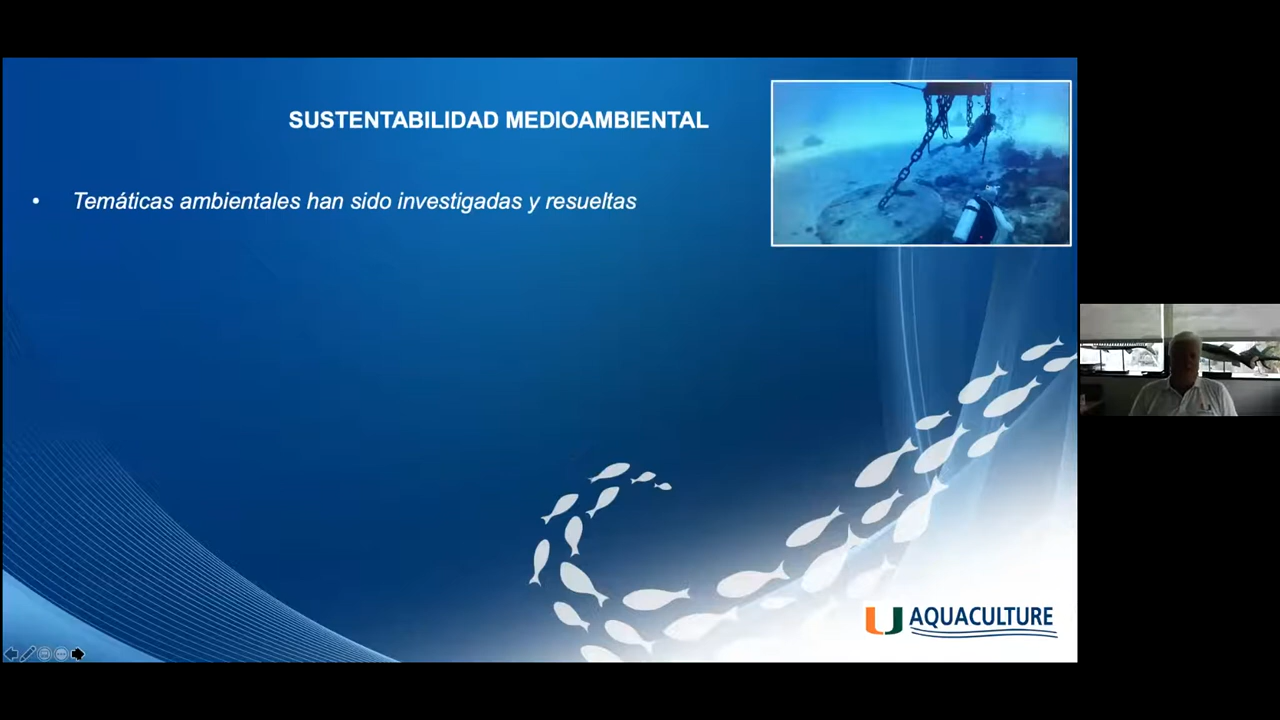 SUSTENTABILIDAD MEDIOAMBIENTAL
• Temáticas ambientales han sido investigadas y resueltas
U AQUACULTURE